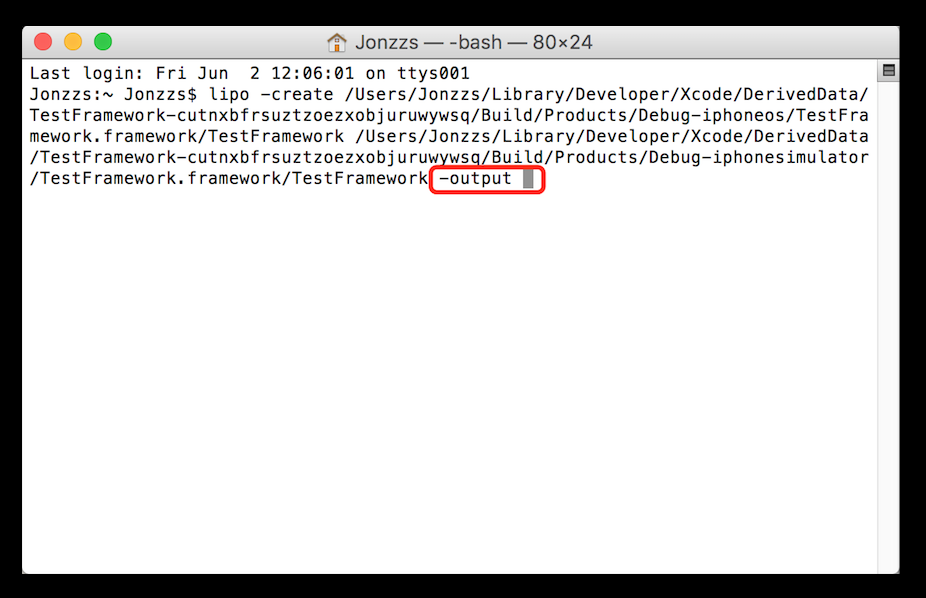 Jonzzs — -bash — 80×24
Last login: Fri Jun  2 12:06:01 on ttys001
Jonzzs:~ Jonzzs$ lipo -create /Users/Jonzzs/Library/Developer/Xcode/DerivedData/
TestFramework-cutnxbfrsuztzoezxobjuruwywsq/Build/Products/Debug-iphoneos/TestFra
mework.framework/TestFramework /Users/Jonzzs/Library/Developer/Xcode/DerivedData
/TestFramework-cutnxbfrsuztzoezxobjuruwywsq/Build/Products/Debug-iphonesimulator
/TestFramework.framework/TestFramework -output